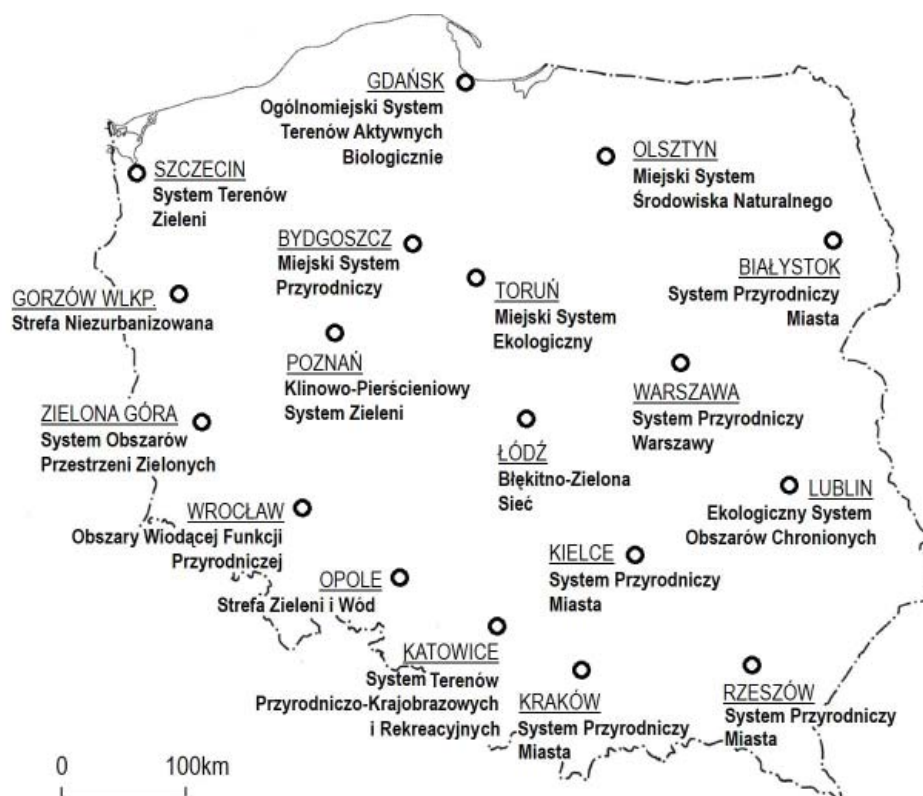 GDAŃSK
Ogólnomiejski System
Terenów Aktywnych
Biologicznie
OLSZTYN
Miejski System
Środowiska Naturalnego
SZCZECIN
System Terenów
Zieleni
BYDGOSZCZ
Miejski System
Przyrodniczy
BIAŁYSTOK
System Przyrodniczy
Miasta
GORZÓW WLKP.
Strefa Niezurbanizowana
TORUŃ
Miejski System
Ekologiczny
POZNAŃ
Klinowo-Pierścieniowy
System Zieleni
WARSZAWA
System Przyrodniczy
Warszawy
ZIELONA GÓRA
System Obszarów
Przestrzeni Zielonych
ŁÓDŹ
Błękitno-Zielona
Sieć
LUBLIN
Ekologiczny System
Obszarów Chronionych
WROCŁAW
Obszary Wiodącej Funkcji
Przyrodniczej
KIELCE
System Przyrodniczy
Miasta
OPOLE
Strefa Zieleni i Wód
KATOWICE
System Terenów
Przyrodniczo-Krajobrazowych
i Rekreacyjnych
KRAKÓW
System Przyrodniczy
Miasta
RZESZÓW
System Przyrodniczy
Miasta
0 100km